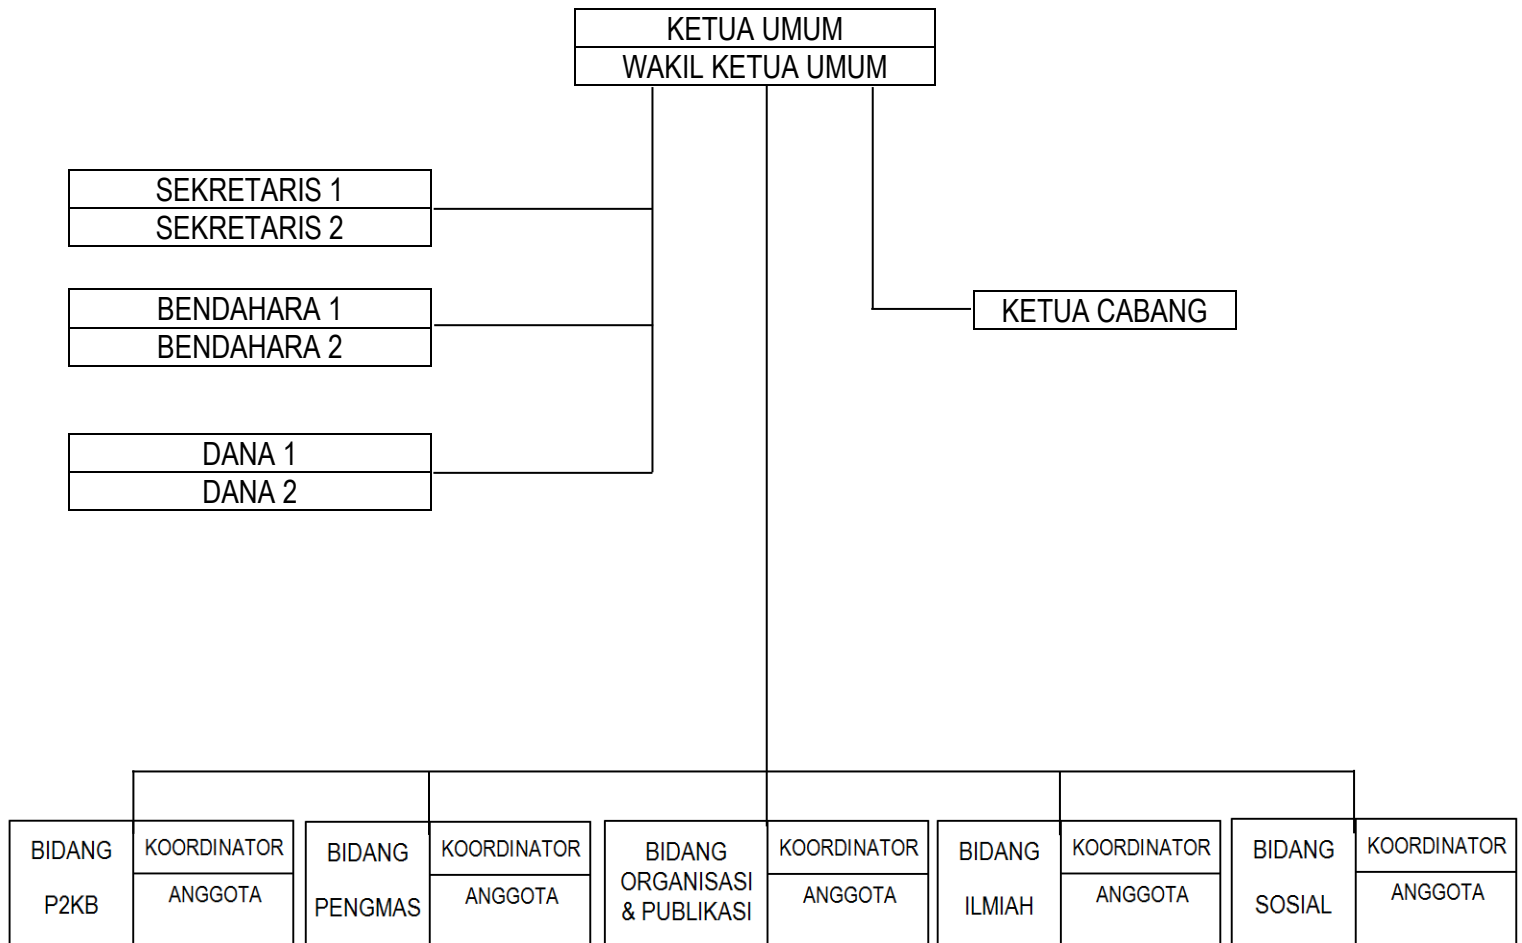 KETUA UMUM
WAKIL KETUA UMUM
SEKRETARIS 1
SEKRETARIS 2
BENDAHARA 1
BENDAHARA 2
KETUA CABANG
DANA 1
DANA 2
BIDANG
P2KB
KOORDINATOR
ANGGOTA
BIDANG
PENGMAS
KOORDINATOR
ANGGOTA
BIDANG
ORGANISASI
& PUBLIKASI
KOORDINATOR
ANGGOTA
BIDANG
ILMIAH
KOORDINATOR
ANGGOTA
BIDANG
SOSIAL
KOORDINATOR
ANGGOTA